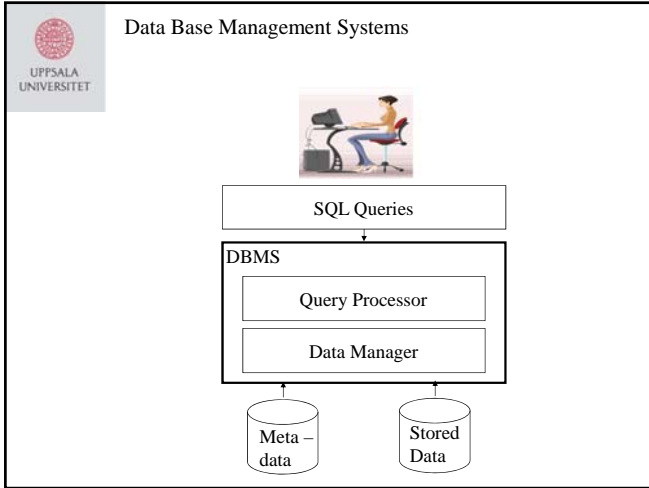 Data Base Management Systems
UPPSALA
UNIVERSITET
SQL Queries
DBMS
Query Processor
Data Manager
Meta –
data
Stored
Data